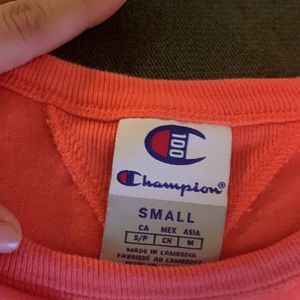 100
Champion®
SMALL
CA MEX ASIA
S/P CH M
MADE IN CAMBODIA
FABRIQUÉ AU CAMBODGE